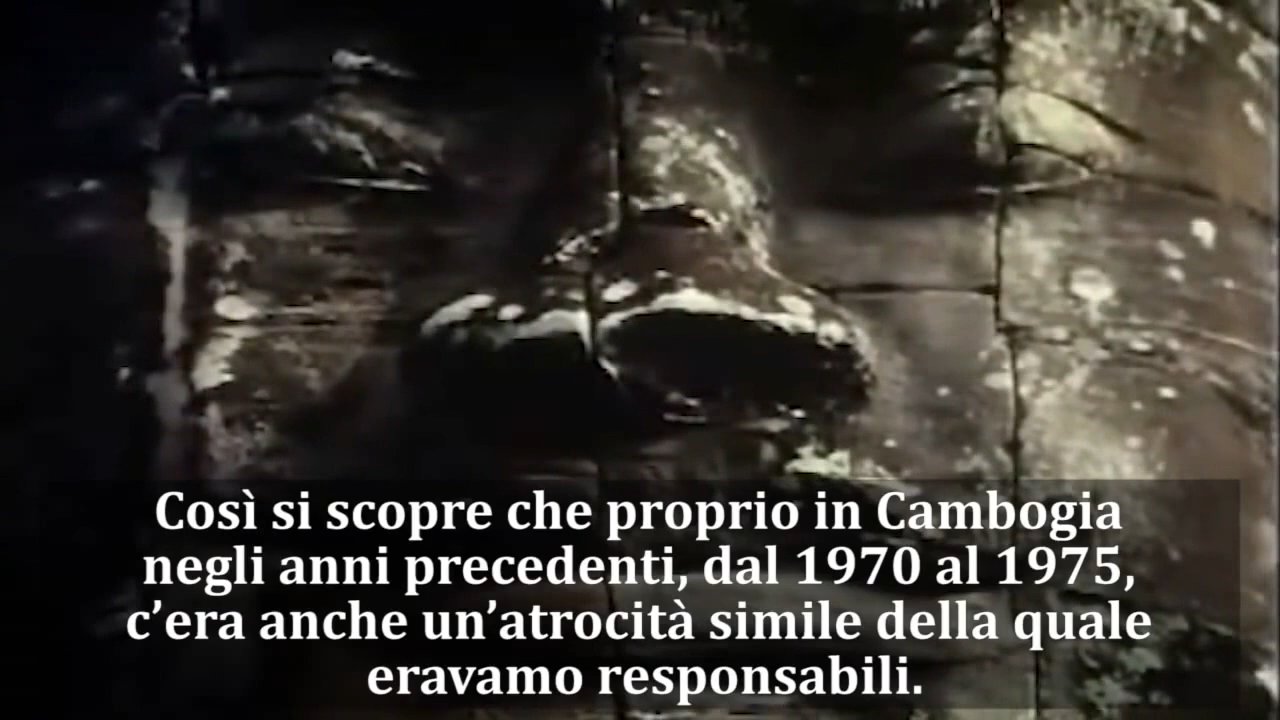 Così si scopre che proprio in Cambogia
negli anni precedenti, dal 1970 al 1975,
c’era anche un’atrocità simile della quale
eravamo responsabili.